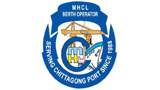 MHCL
BERTH OPERATOR
SERVING CHITTAGONG PORT SINCE 1985